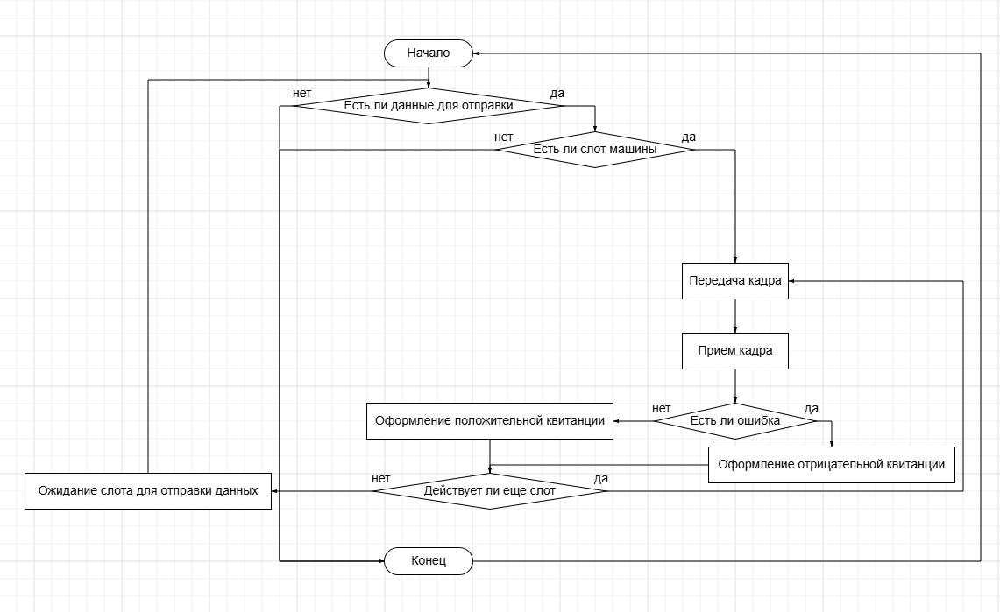 Начало
нет
да
Есть ли данные для отправки
нет
да
Есть ли слот машины
Передача кадра
Прием кадра
нет
да
Есть ли ошибка
Оформление положительной квитанции
Оформление отрицательной квитанции
нет
да
Действует ли еще слот
Ожидание слота для отправки данных
Конец